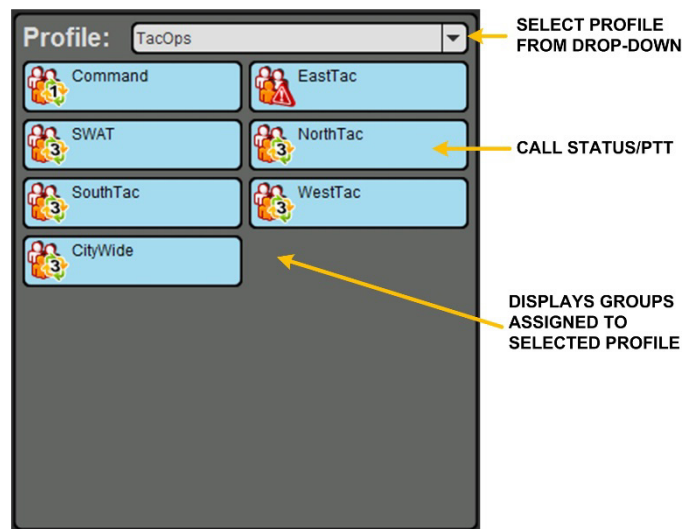 Profile: TacOps
SELECT PROFILE
FROM DROP-DOWN
1 Command
EastTac
3 SWAT
3 NorthTac
CALL STATUS/PTT
3 SouthTac
3 WestTac
3 CityWide
DISPLAYS GROUPS
ASSIGNED TO
SELECTED PROFILE